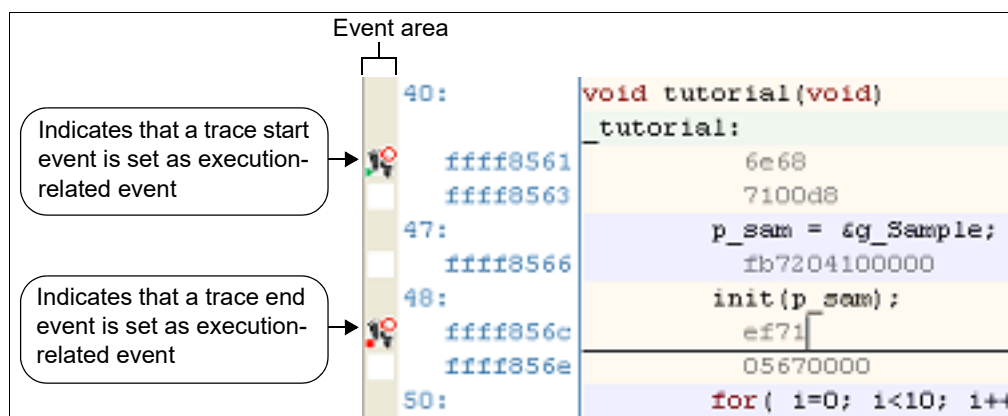 Event area
40: void tutorial(void)
_tutorial:
Indicates that a trace start
event is set as execution-
related event
ffff8561 6e68
ffff8563 7100d8
47: p_sam = &g_Sample;
ffff8566 fb7204100000
Indicates that a trace end
event is set as execution-
related event
48: init(p_sam);
ffff856c ef71
ffff856e 05670000
50: for( i=0; i<10; i++